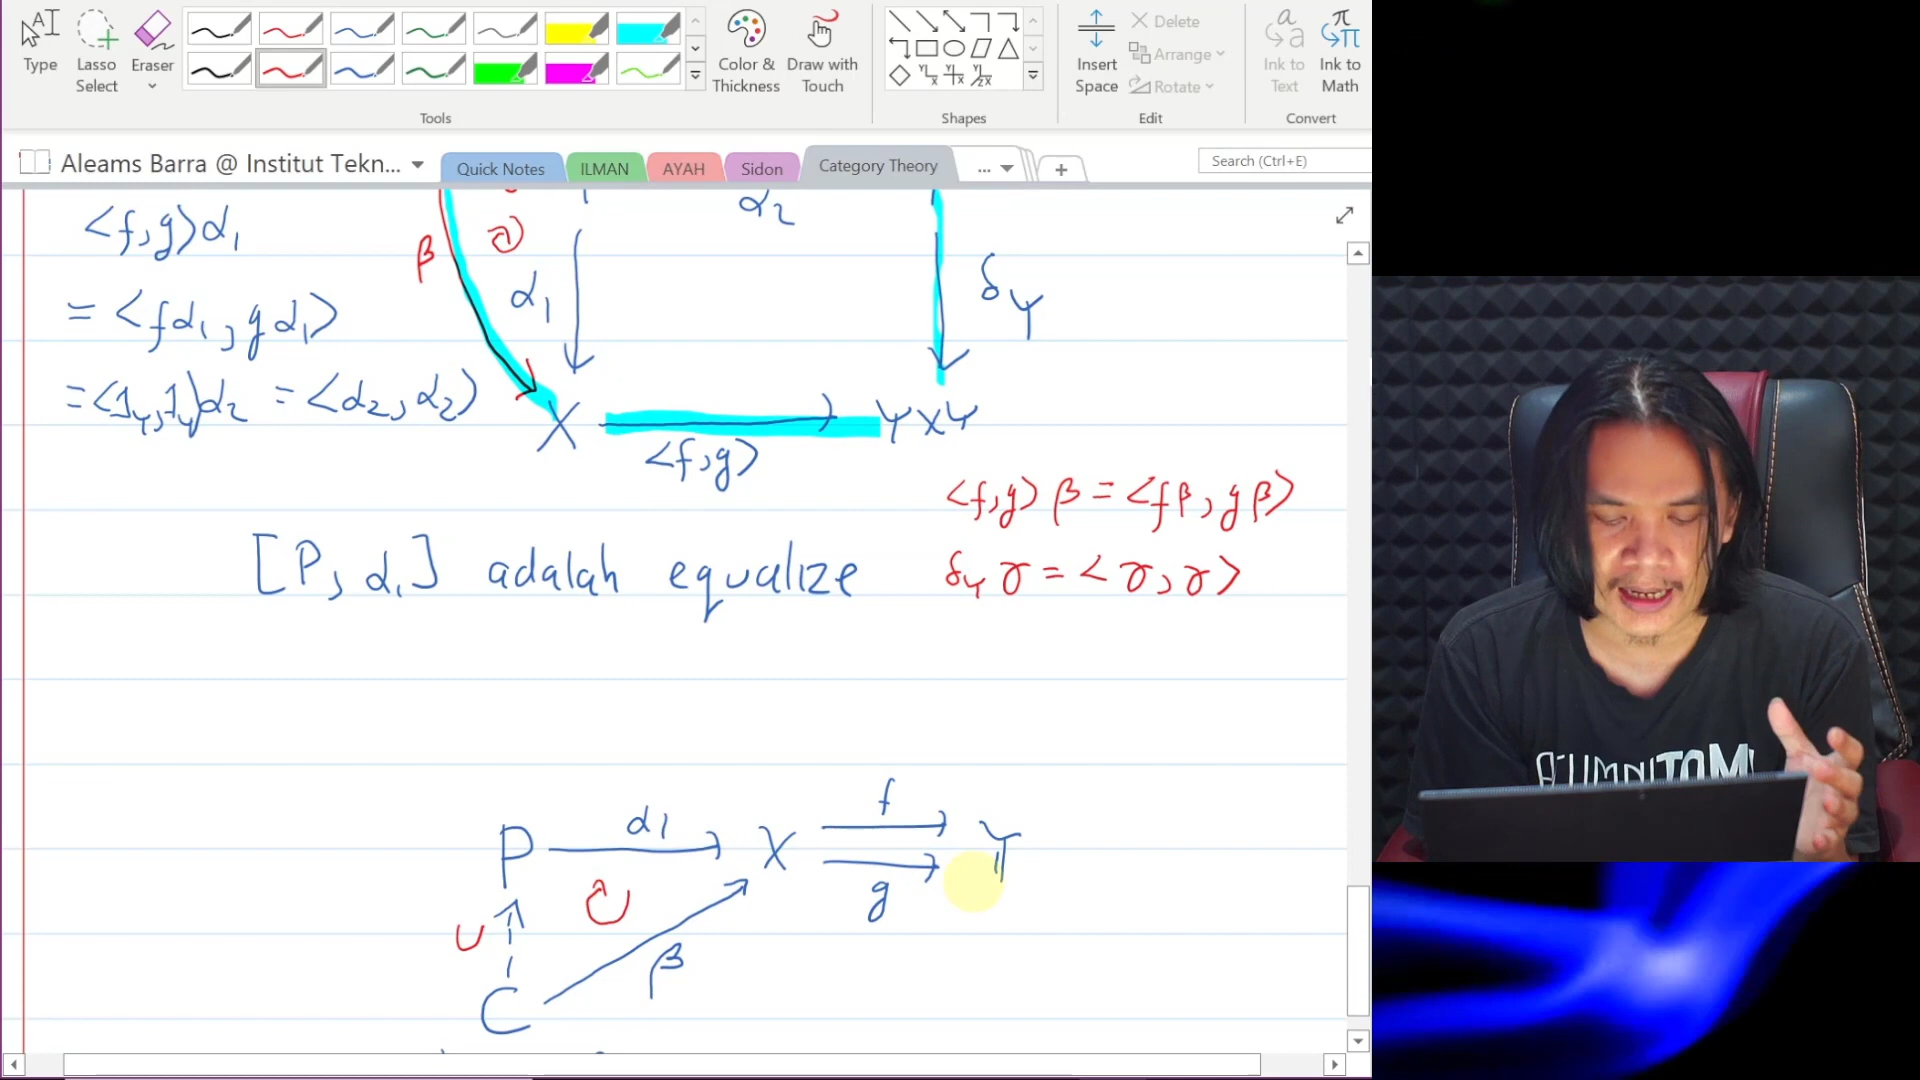 Type
Lasso Select
Eraser
Color & Thickness
Draw with Touch
Insert Space
Delete
Arrange
Rotate
Ink to Text
Ink to Math
Tools
Shapes
Edit
Convert
Aleams Barra @ Institut Tekn...
Quick Notes
ILMAN
AYAH
Sidon
Category Theory
...
+
Search (Ctrl+E)
<f,g>α₁
= <fα₁, gα₁>
= <1_Y, 1_Y>α₂ = <α₂, α₂>
α₂
β
α₁
δ_Y
X
Y×Y
<f,g>
<f,g> β = <fβ, gβ>
[P, α₁] adalah equalize
δ_Y γ = <γ, γ>
P
α₁
X
f
g
Y
U
β
C